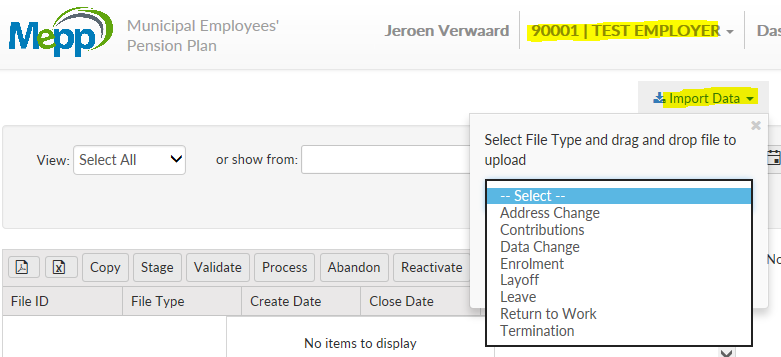 Mepp
Municipal Employees'
Pension Plan
Jeroen Verwaard
90001 | TEST EMPLOYER
Das
Import Data
Select File Type and drag and drop file to
upload
View: Select All or show from:
-- Select --
Address Change
Contributions
Data Change
Enrolment
Layoff
Leave
Return to Work
Termination
Copy Stage Validate Process Abandon Reactivate
No
File ID File Type Create Date Close Date
No items to display